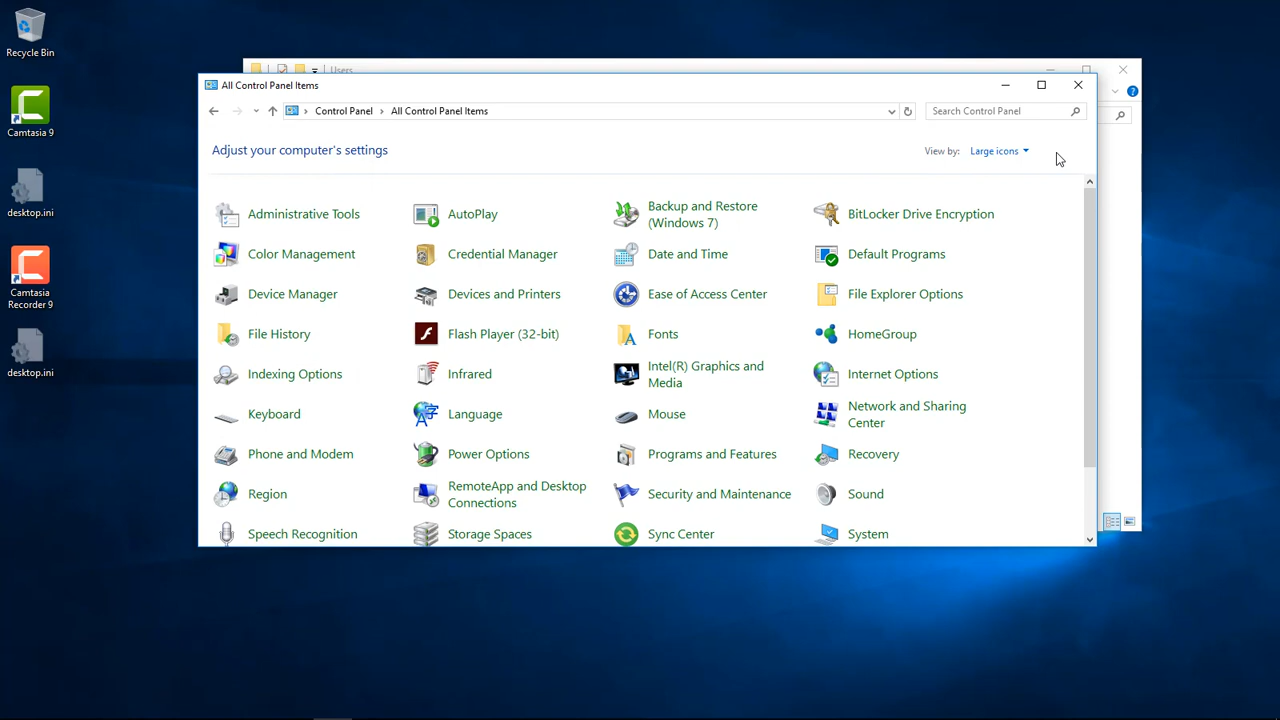 Recycle Bin
Camtasia 9
desktop.ini
Camtasia
Recorder 9
desktop.ini
Users
All Control Panel Items
Control Panel
All Control Panel Items
Search Control Panel
Adjust your computer's settings
View by:
Large icons
Administrative Tools
AutoPlay
Backup and Restore
(Windows 7)
BitLocker Drive Encryption
Color Management
Credential Manager
Date and Time
Default Programs
Device Manager
Devices and Printers
Ease of Access Center
File Explorer Options
File History
Flash Player (32-bit)
Fonts
HomeGroup
Indexing Options
Infrared
Intel(R) Graphics and
Media
Internet Options
Keyboard
Language
Mouse
Network and Sharing
Center
Phone and Modem
Power Options
Programs and Features
Recovery
Region
RemoteApp and Desktop
Connections
Security and Maintenance
Sound
Speech Recognition
Storage Spaces
Sync Center
System